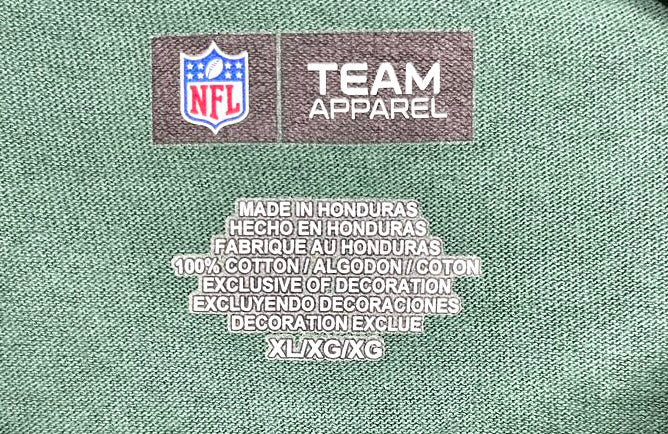 NFL
TEAM
APPAREL
MADE IN HONDURAS
HECHO EN HONDURAS
FABRIQUE AU HONDURAS
100% COTTON / ALGODON / COTON
EXCLUSIVE OF DECORATION
EXCLUYENDO DECORACIONES
DECORATION EXCLUE
XL/XG/XG